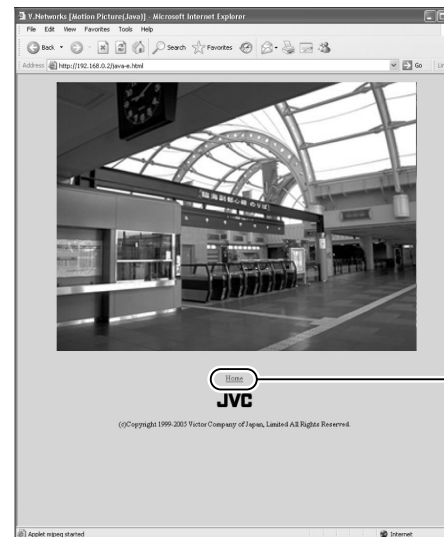 V.Networks [Motion Picture(Java)] - Microsoft Internet Explorer
File Edit View Favorites Tools Help
Back Search Favorites
Address http://192.168.0.2/java-e.html Go
Home
JVC
(c)Copyright 1999-2003 Victor Company of Japan, Limited All Rights Reserved.
Applet mjpeg started Internet